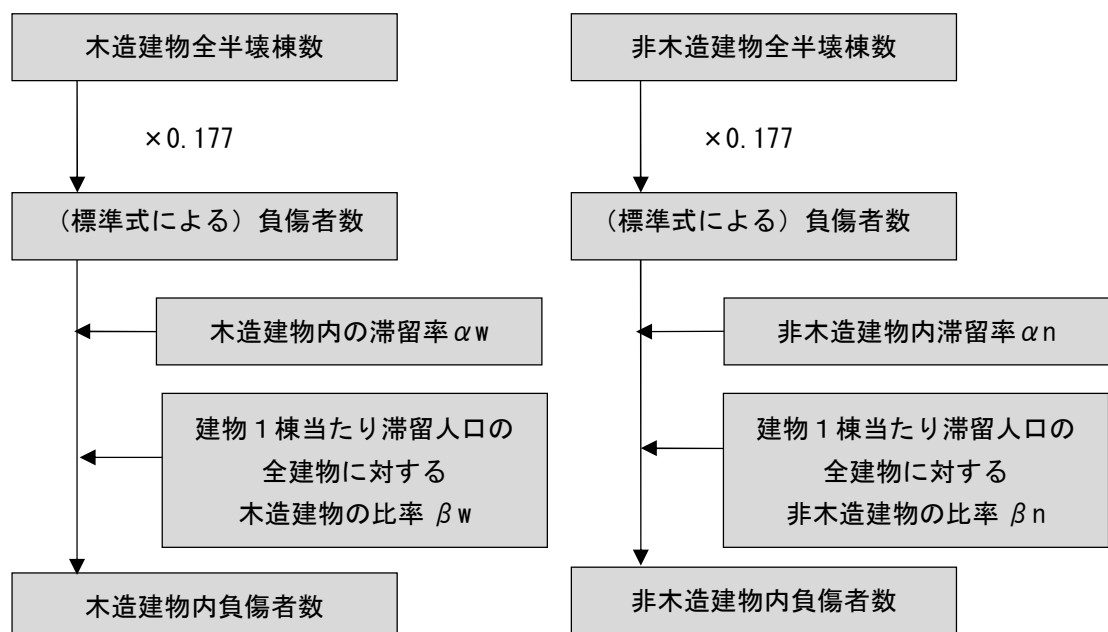 木造建物全半壊棟数
×0.177
（標準式による）負傷者数
木造建物内の滞留率αw
建物１棟当たり滞留人口の
全建物に対する
木造建物の比率 βw
木造建物内負傷者数
非木造建物全半壊棟数
×0.177
（標準式による）負傷者数
非木造建物内滞留率αn
建物１棟当たり滞留人口の
全建物に対する
非木造建物の比率 βn
非木造建物内負傷者数